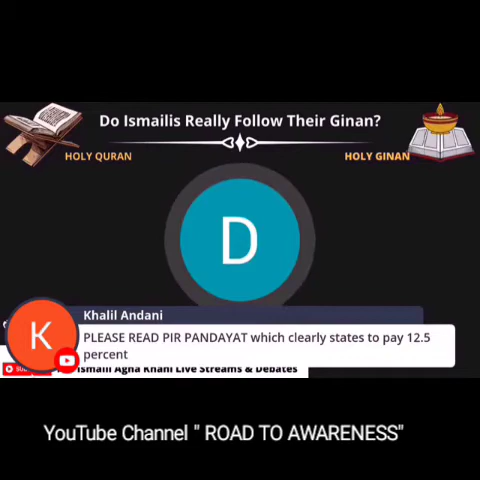 Do Ismailis Really Follow Their Ginan?
HOLY QURAN
HOLY GINAN
D
Khalil Andani
K
PLEASE READ PIR PANDAYAT which clearly states to pay 12.5
percent
Ismaili Agha Khani Live Streams & Debates
YouTube Channel " ROAD TO AWARENESS"